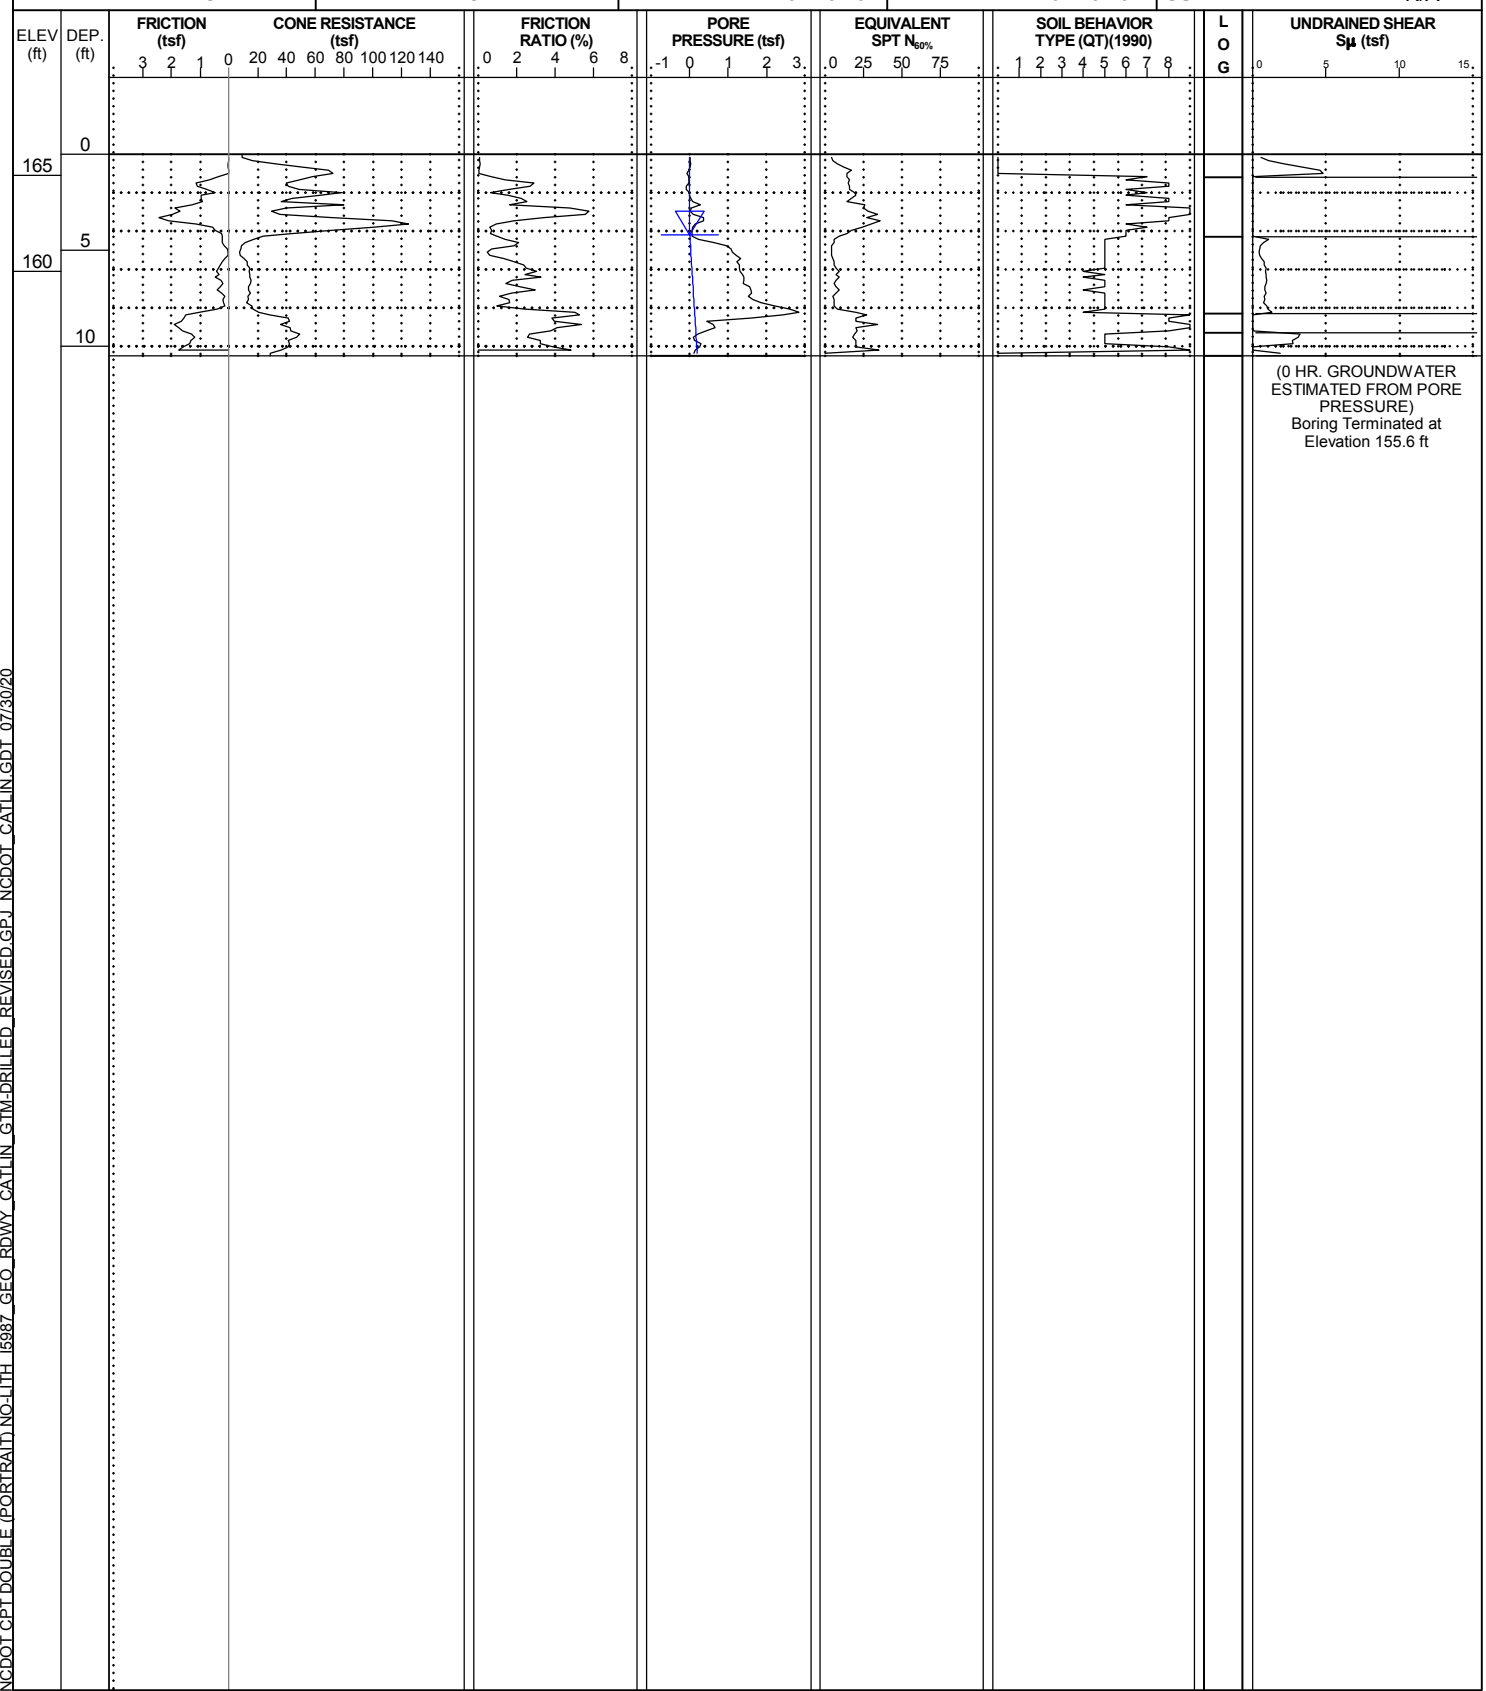 ELEV
(ft)
DEP.
(ft)
FRICTION
(tsf)
3 2 1 0
CONE RESISTANCE
(tsf)
20 40 60 80 100 120 140
FRICTION
RATIO (%)
0 2 4 6 8
PORE
PRESSURE (tsf)
-1 0 1 2 3
EQUIVALENT
SPT N60%
0 25 50 75
SOIL BEHAVIOR
TYPE (QT)(1990)
1 2 3 4 5 6 7 8
L
O
G
UNDRAINED SHEAR
Sμ (tsf)
0 5 10 15
0
165
5
160
10
(0 HR. GROUNDWATER
ESTIMATED FROM PORE
PRESSURE)
Boring Terminated at
Elevation 155.6 ft
NCDOT CPT DOUBLE (PORTRAIT) NO-LITH I5987_GEO_RDWY_CATLIN_GTM-DRILLED_REVISED.GPJ NCDOT_CATLIN.GDT 07/30/20